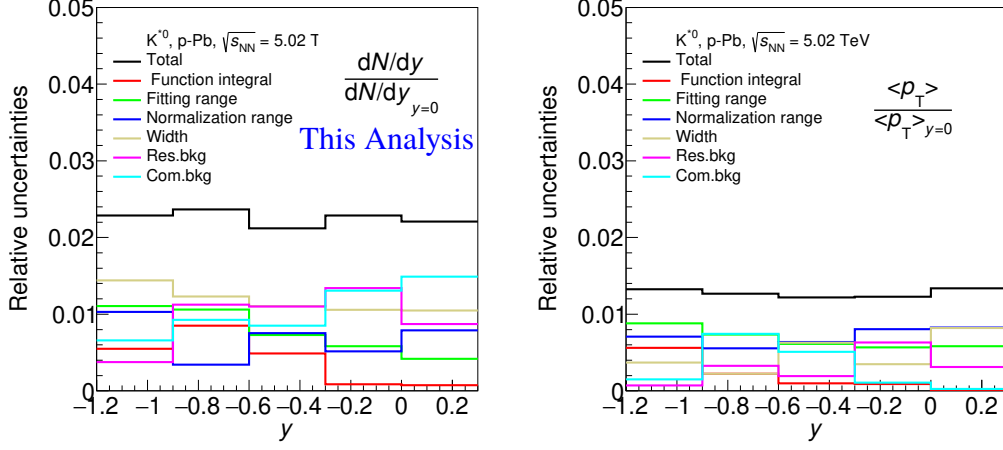 0.05
0.04
0.03
0.02
0.01
0
Relative uncertainties
K*0, p-Pb, √sNN = 5.02 T
Total
Function integral
Fitting range
Normalization range
Width
Res.bkg
Com.bkg
dN/dy
dN/dy y=0
This Analysis
−1.2 −1 −0.8 −0.6 −0.4 −0.2 0 0.2
y
0.05
0.04
0.03
0.02
0.01
0
Relative uncertainties
K*0, p-Pb, √sNN = 5.02 TeV
Total
Function integral
Fitting range
Normalization range
Width
Res.bkg
Com.bkg
<pT>
<pT>y=0
−1.2 −1 −0.8 −0.6 −0.4 −0.2 0 0.2
y